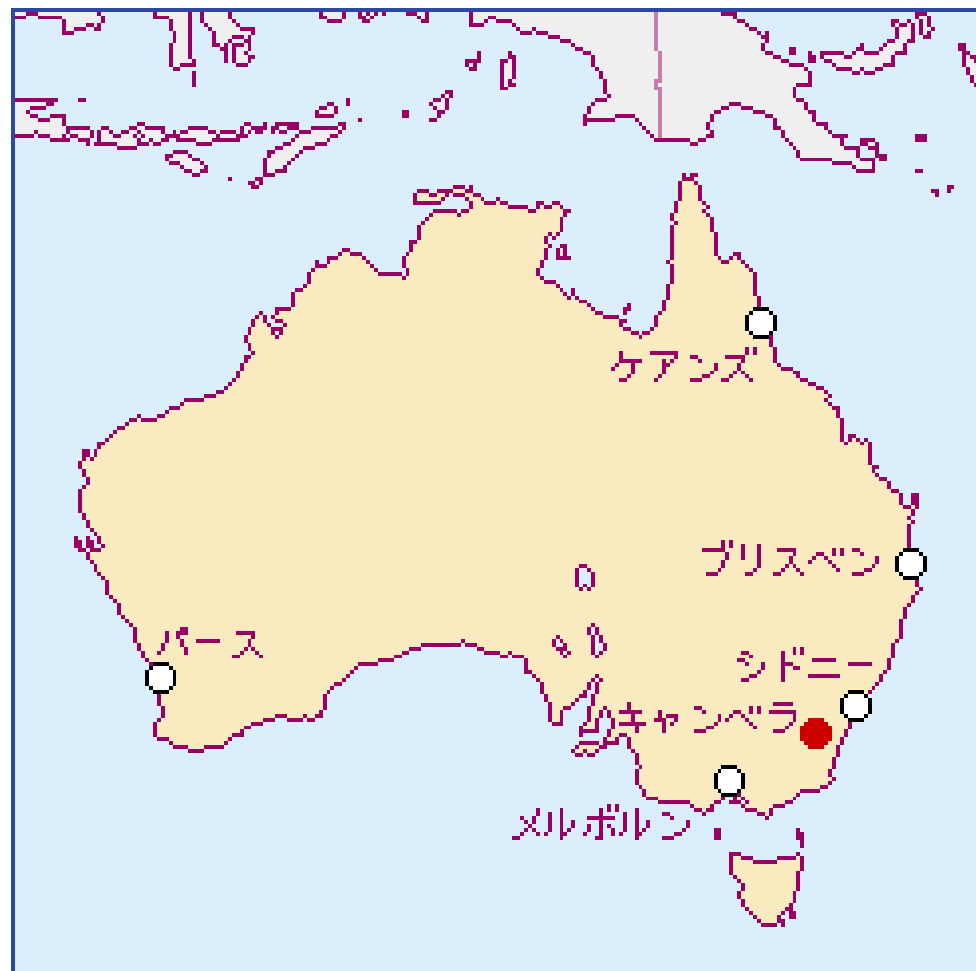 ケアンズ
ブリスベン
パース
シドニー
キャンベラ
メルボルン